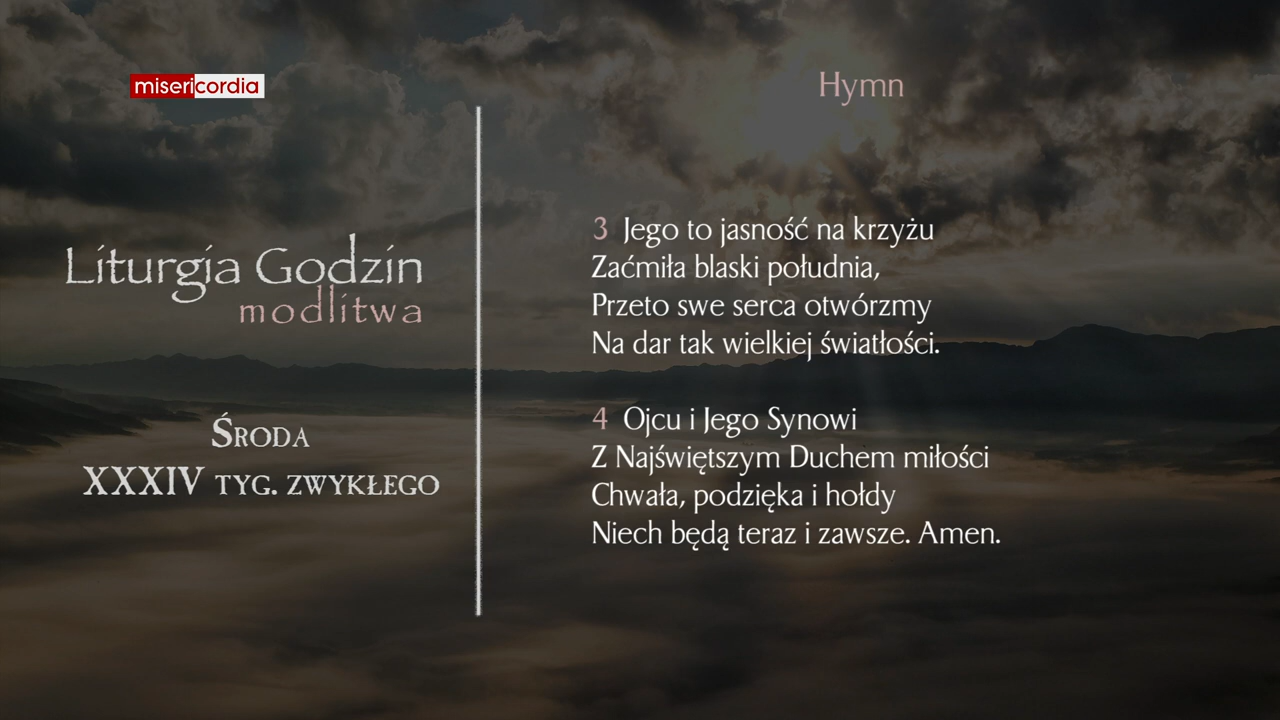 misericordia
Liturgia Godzin
modlitwa
Środa
XXXIV tyg. zwykłego
Hymn
3 Jego to jasność na krzyżu
Zaćmiła blaski południa,
Przeto swe serca otwórzmy
Na dar tak wielkiej światłości.
4 Ojcu i Jego Synowi
Z Najświętszym Duchem miłości
Chwała, podzięka i hołdy
Niech będą teraz i zawsze. Amen.